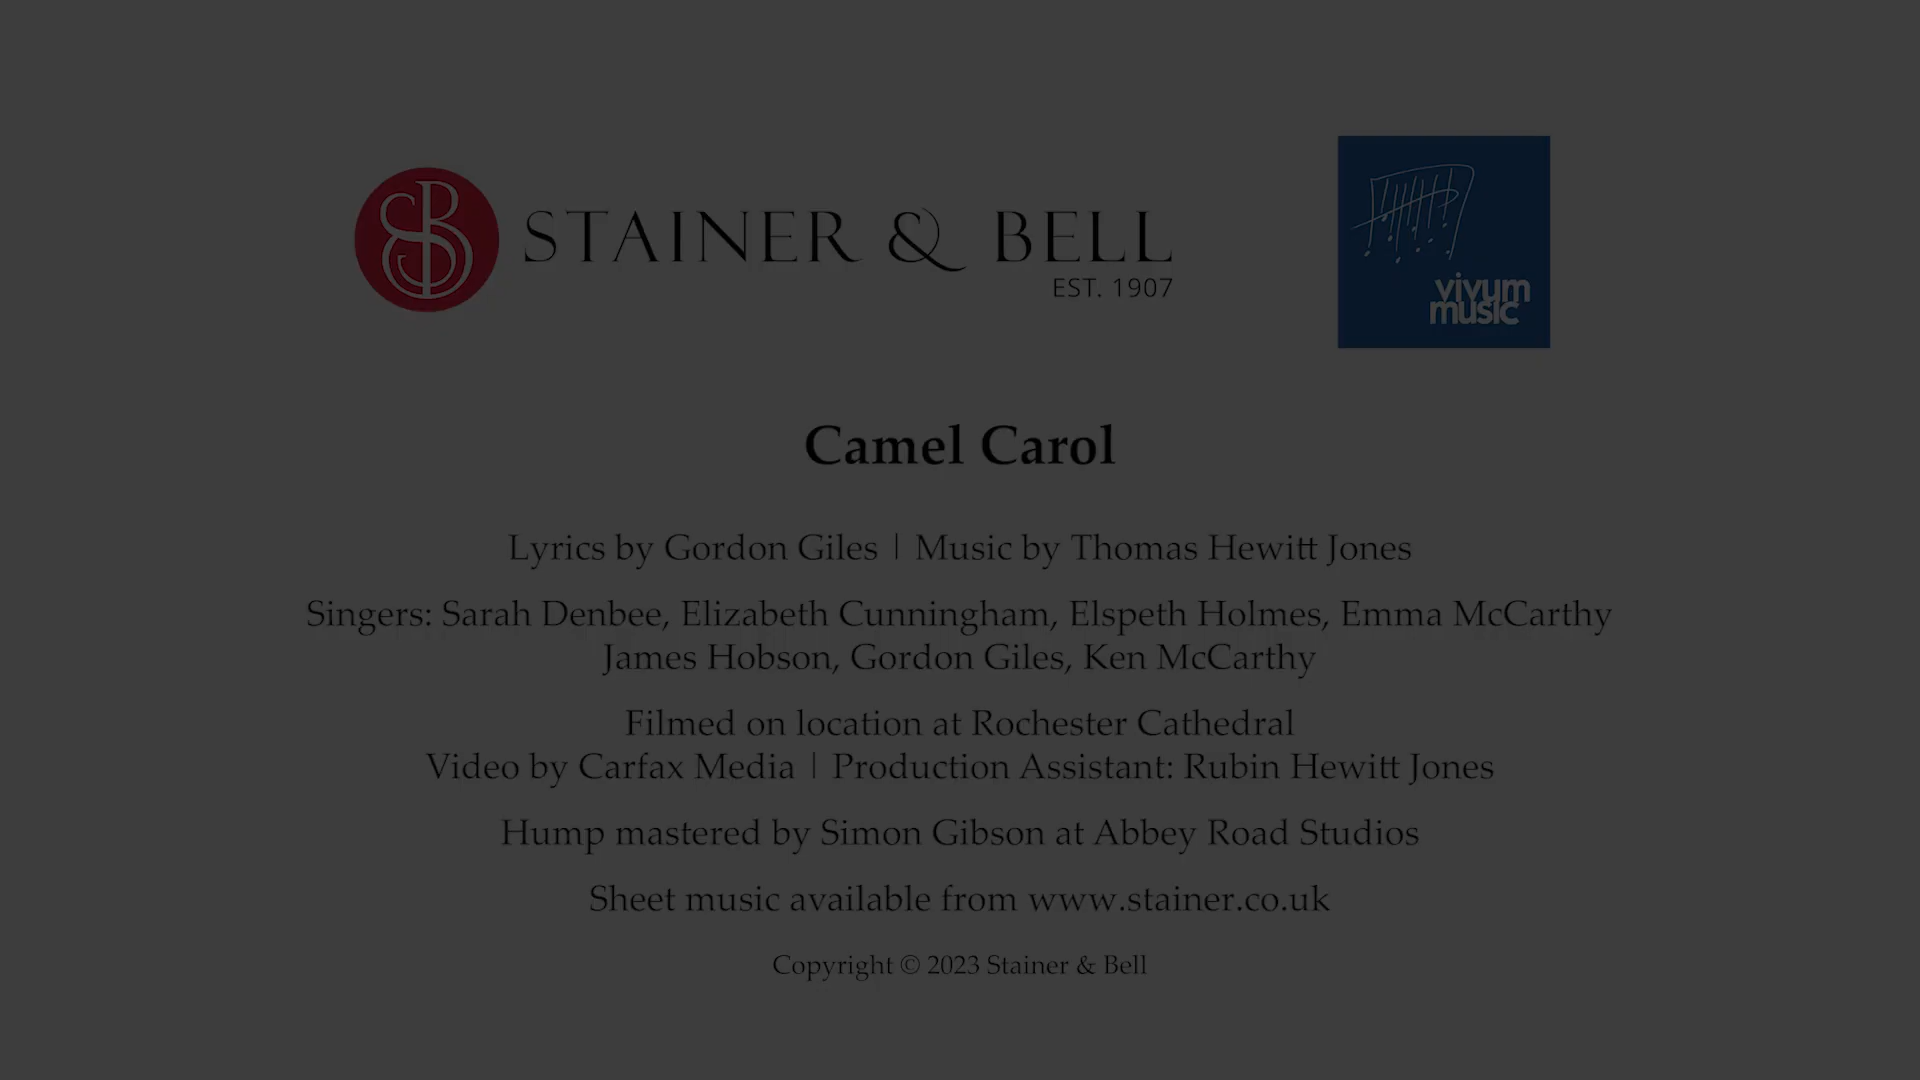 STAINER & BELL
EST. 1907
vivum
music
Camel Carol
Lyrics by Gordon Giles | Music by Thomas Hewitt Jones
Singers: Sarah Denbee, Elizabeth Cunningham, Elspeth Holmes, Emma McCarthy
James Hobson, Gordon Giles, Ken McCarthy
Filmed on location at Rochester Cathedral
Video by Carfax Media | Production Assistant: Rubin Hewitt Jones
Hump mastered by Simon Gibson at Abbey Road Studios
Sheet music available from www.stainer.co.uk
Copyright © 2023 Stainer & Bell